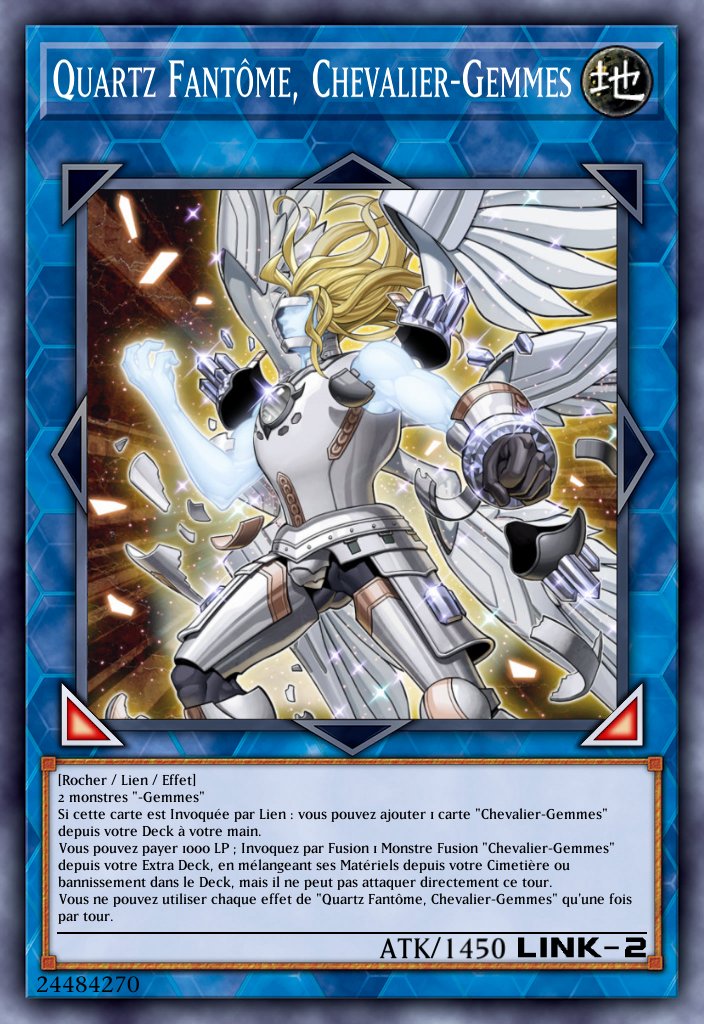 Quartz Fantôme, Chevalier-Gemmes
地
[Rocher / Lien / Effet]
2 monstres "-Gemmes"
Si cette carte est Invoquée par Lien : vous pouvez ajouter 1 carte "Chevalier-Gemmes"
depuis votre Deck à votre main.
Vous pouvez payer 1000 LP ; Invoquez par Fusion 1 Monstre Fusion "Chevalier-Gemmes"
depuis votre Extra Deck, en mélangeant ses Matériels depuis votre Cimetière ou
bannissement dans le Deck, mais il ne peut pas attaquer directement ce tour.
Vous ne pouvez utiliser chaque effet de "Quartz Fantôme, Chevalier-Gemmes" qu'une fois
par tour.
ATK/1450 LINK-2
24484270